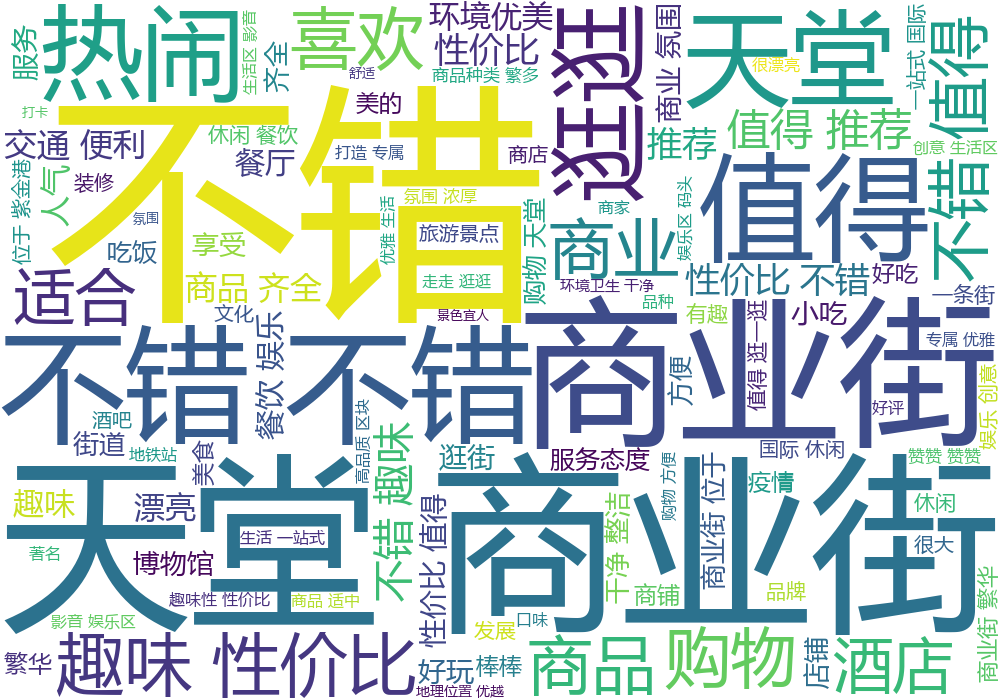 服务
热闹
生活区 影音
齐全
喜欢
舒适
环境优美
性价比
商品种类 繁多
逛逛
商业 氛围
天堂
很漂亮
一站式 国际
值得
打卡
交通 便利
休闲 餐饮
餐厅
美的
打造 专属
商店
推荐
值得 推荐
创意 生活区
不错
位于 紫金港
人气
装修
氛围
吃饭
享受
优雅 生活
氛围 浓厚
旅游景点
走走 逛逛
购物 天堂
商家
商业
娱乐区 码头
环境卫生 干净
品种
值得
性价比 不错
好吃
不错
一条街
适合
商品 齐全
文化
景色宜人
餐饮 娱乐
有趣
小吃
值得 逛一逛
专属 优雅
不错
不错
商业街
方便
好评
娱乐 创意
酒吧
街道
地铁站
美食
高品质 区块
不错 趣味
逛街
服务态度
购物 方便
国际 休闲
疫情
赞赞 赞赞
天堂
趣味
漂亮
生活 一站式
博物馆
著名
趣味性 性价比
商品 适中
影音 娱乐区
性价比 值得
商业街
干净 整洁
商铺
商业街 位于
品牌
休闲
很大
商业街 繁华
口味
发展
繁华
趣味 性价比
好玩
棒棒
地理位置 优越
商品
购物
店铺
酒店